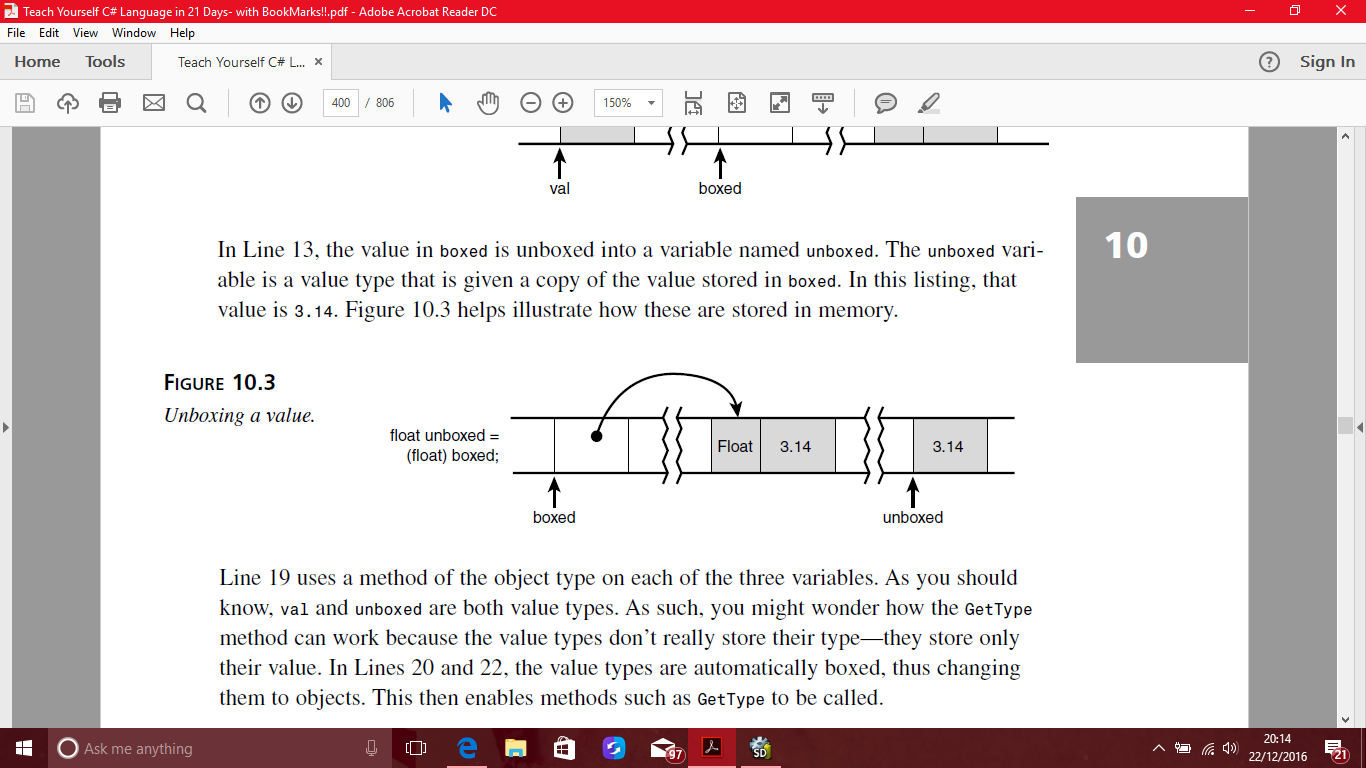 Teach Yourself C# Language in 21 Days- with BookMarks!!.pdf - Adobe Acrobat Reader DC
File Edit View Window Help
Home Tools Teach Yourself C# L... × ? Sign In
400 / 806 150%
val boxed
In Line 13, the value in boxed is unboxed into a variable named unboxed. The unboxed vari-
able is a value type that is given a copy of the value stored in boxed. In this listing, that
value is 3.14. Figure 10.3 helps illustrate how these are stored in memory.
10
FIGURE 10.3
Unboxing a value.
float unboxed =
(float) boxed;
Float 3.14 3.14
boxed unboxed
Line 19 uses a method of the object type on each of the three variables. As you should
know, val and unboxed are both value types. As such, you might wonder how the GetType
method can work because the value types don’t really store their type—they store only
their value. In Lines 20 and 22, the value types are automatically boxed, thus changing
them to objects. This then enables methods such as GetType to be called.
Ask me anything
97
SD
20:14
22/12/2016
21